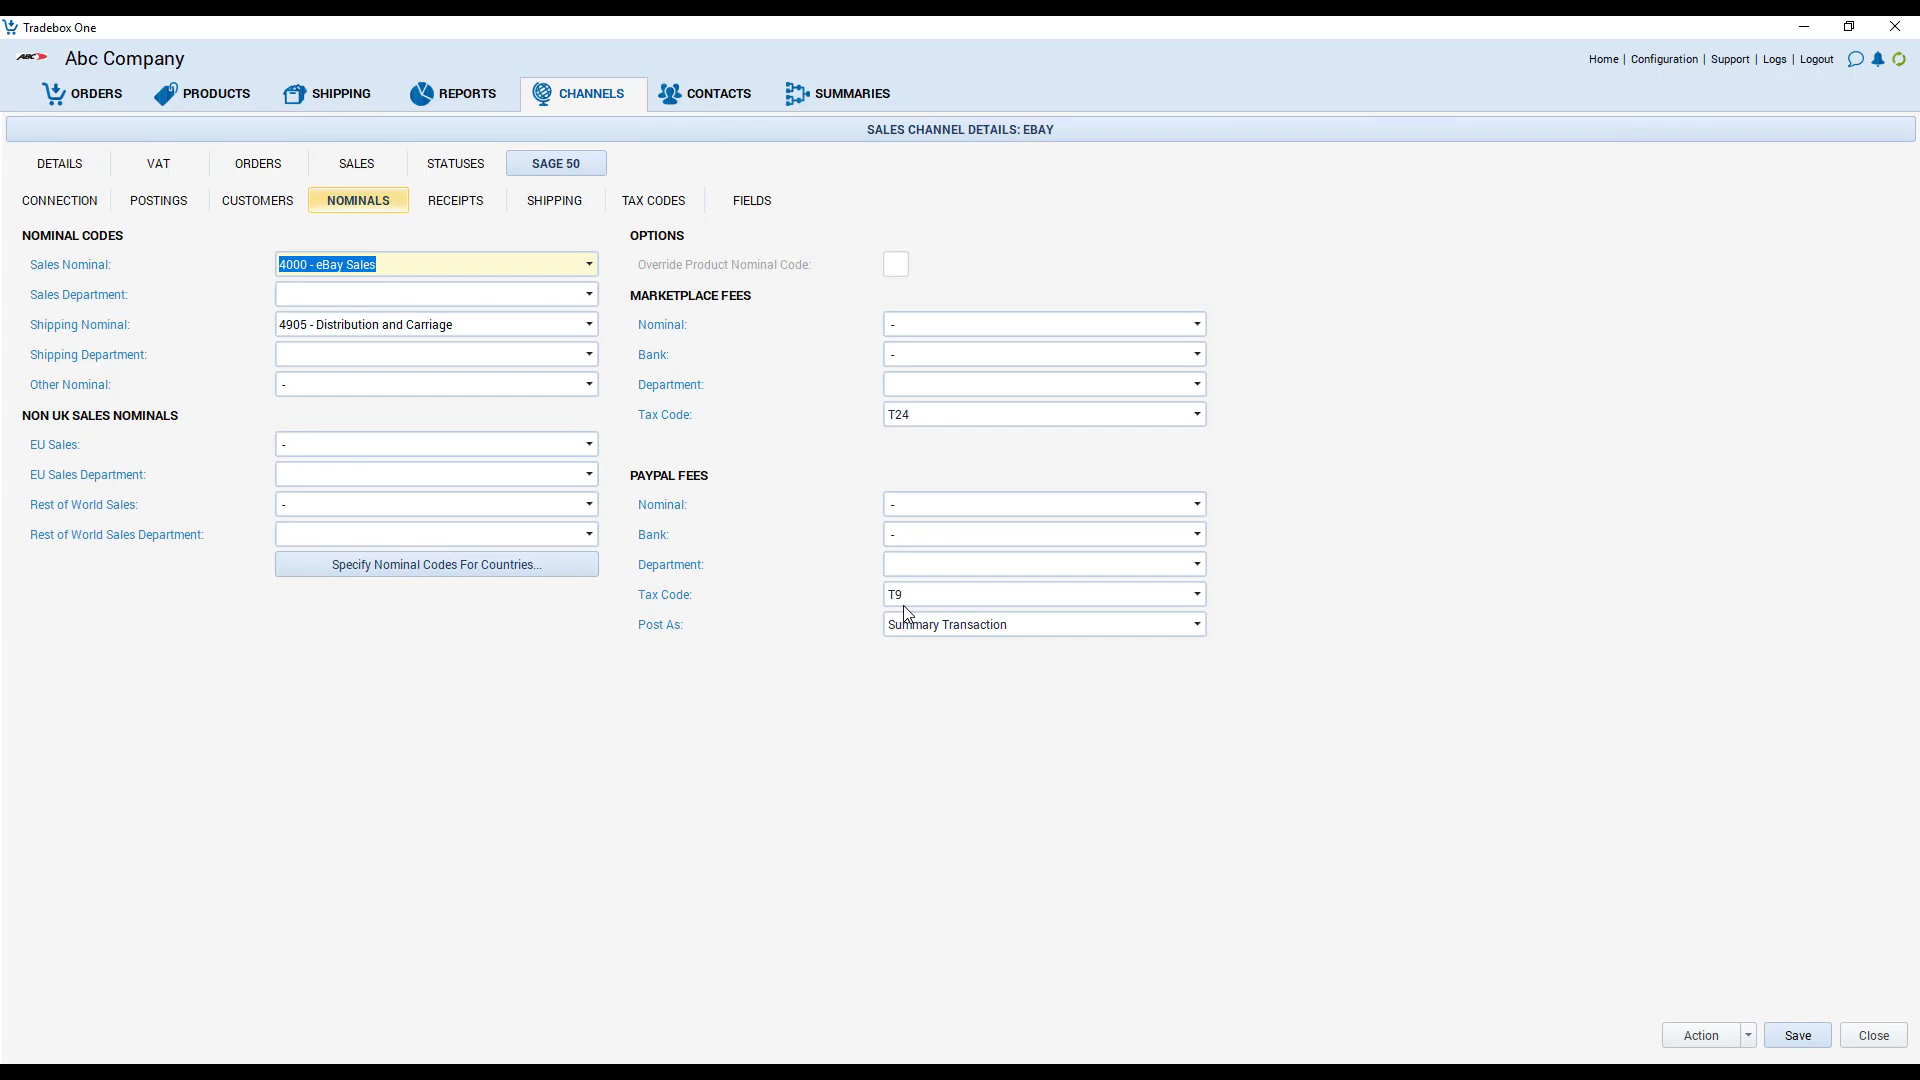 Tradebox One
ABC Abc Company
Home | Configuration | Support | Logs | Logout
ORDERS PRODUCTS SHIPPING REPORTS CHANNELS CONTACTS SUMMARIES
SALES CHANNEL DETAILS: EBAY
DETAILS VAT ORDERS SALES STATUSES SAGE 50
CONNECTION POSTINGS CUSTOMERS NOMINALS RECEIPTS SHIPPING TAX CODES FIELDS
NOMINAL CODES
Sales Nominal: 4000 - eBay Sales
Sales Department:
Shipping Nominal: 4905 - Distribution and Carriage
Shipping Department:
Other Nominal: -
NON UK SALES NOMINALS
EU Sales: -
EU Sales Department:
Rest of World Sales: -
Rest of World Sales Department:
Specify Nominal Codes For Countries...
OPTIONS
Override Product Nominal Code:
MARKETPLACE FEES
Nominal: -
Bank: -
Department:
Tax Code: T24
PAYPAL FEES
Nominal: -
Bank: -
Department:
Tax Code: T9
Post As: Summary Transaction
Action Save Close